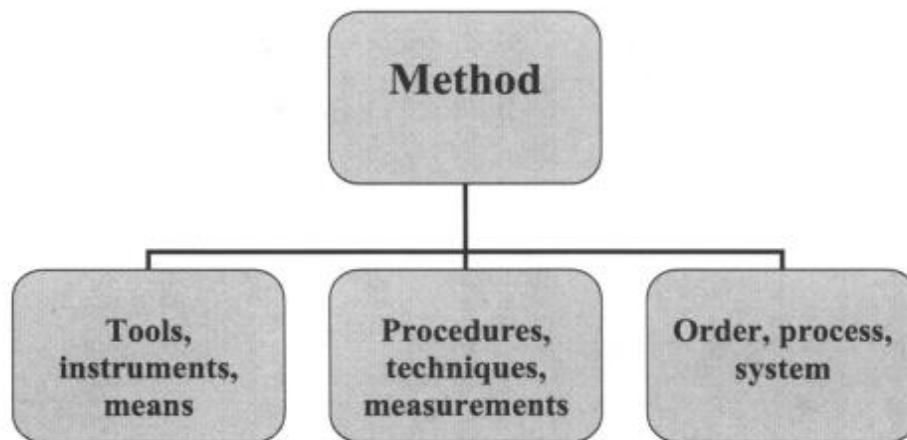 Method
Tools,
instruments,
means
Procedures,
techniques,
measurements
Order, process,
system